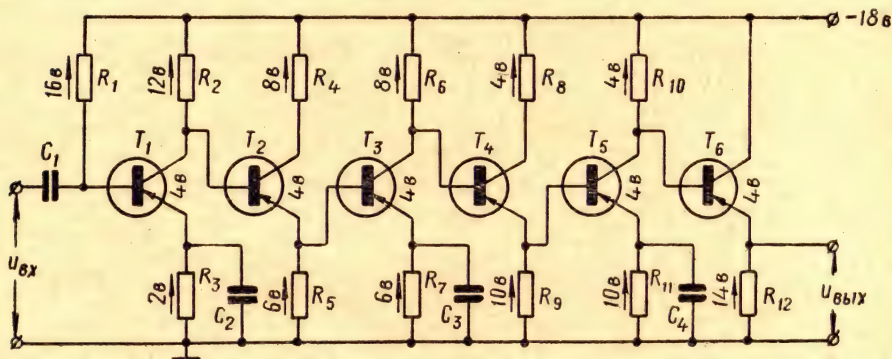 -18в
16в R1 12в R2 8в R4 8в R6 4в R8 4в R10
C1 T1 T2 T3 T4 T5 T6
4в 4в 4в 4в 4в 4в
uвх
2в R3 C2 6в R5 6в R7 C3 10в R9 10в R11 C4 14в R12 uвых